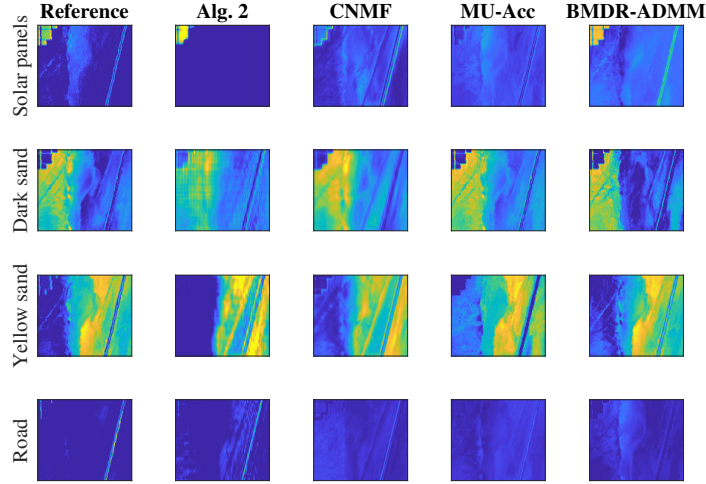 Reference Alg. 2 CNMF MU-Acc BMDR-ADMM
Solar panels
Dark sand
Yellow sand
Road